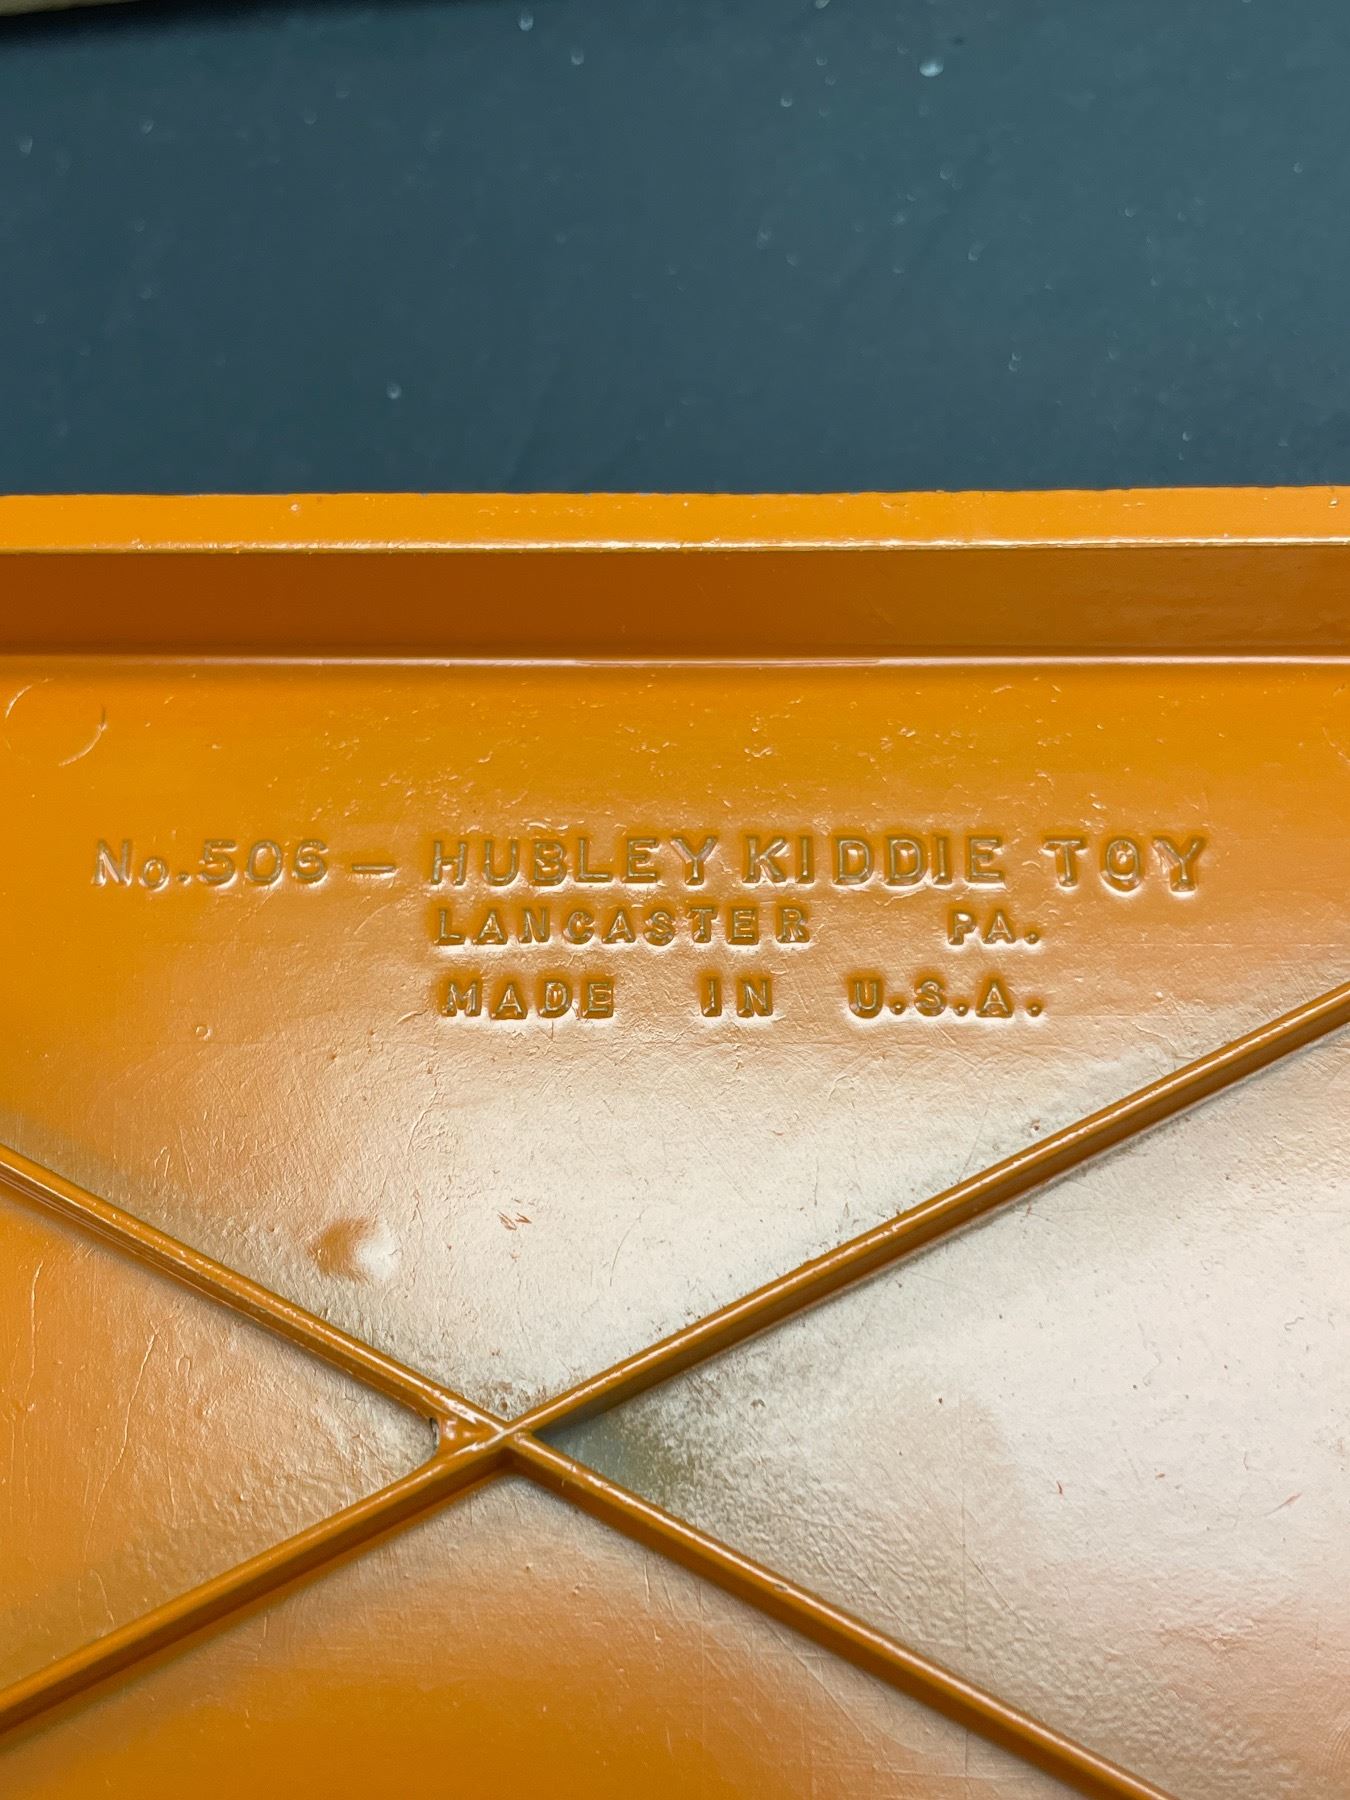 No.506 - HUBLEY KIDDIE TOY
LANCASTER PA.
MADE IN U.S.A.